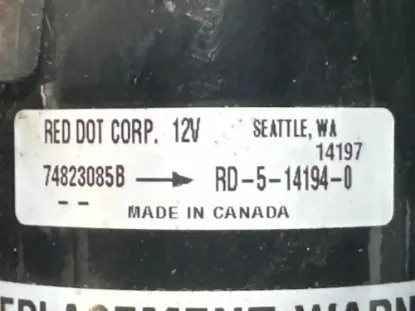 RED DOT CORP. 12V SEATTLE, WA
14197
74823085B → RD-5-14194-0
--
MADE IN CANADA